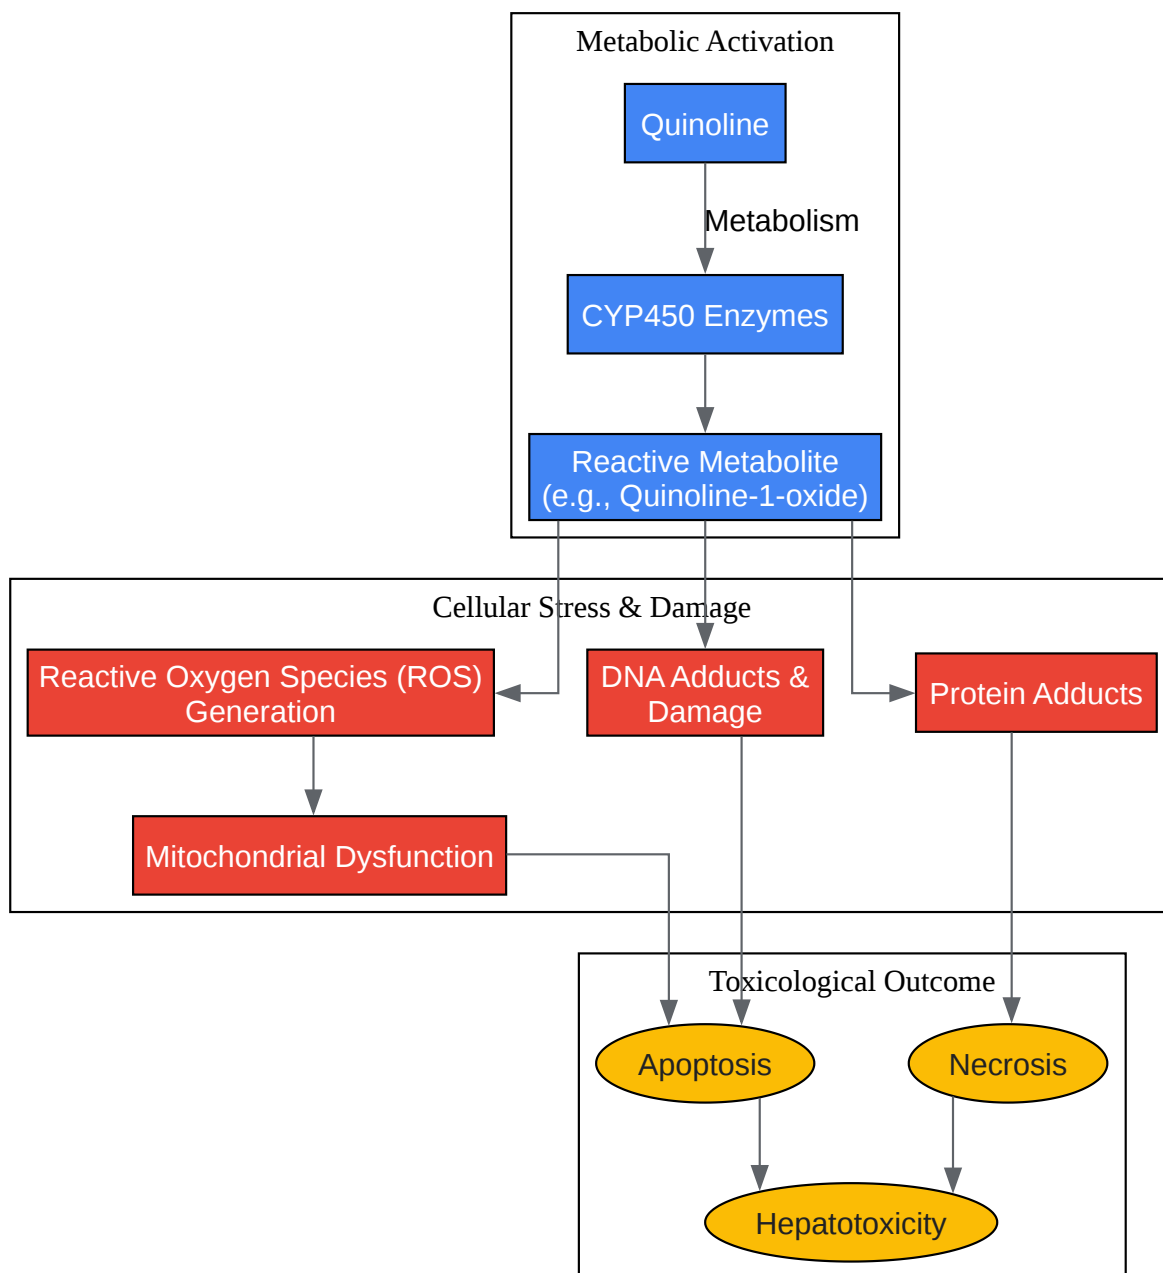 Metabolic Activation
Quinoline
Metabolism
CYP450 Enzymes
Reactive Metabolite
(e.g., Quinoline-1-oxide)
Cellular Stress & Damage
Reactive Oxygen Species (ROS)
Generation
DNA Adducts &
Damage
Protein Adducts
Mitochondrial Dysfunction
Toxicological Outcome
Apoptosis
Necrosis
Hepatotoxicity